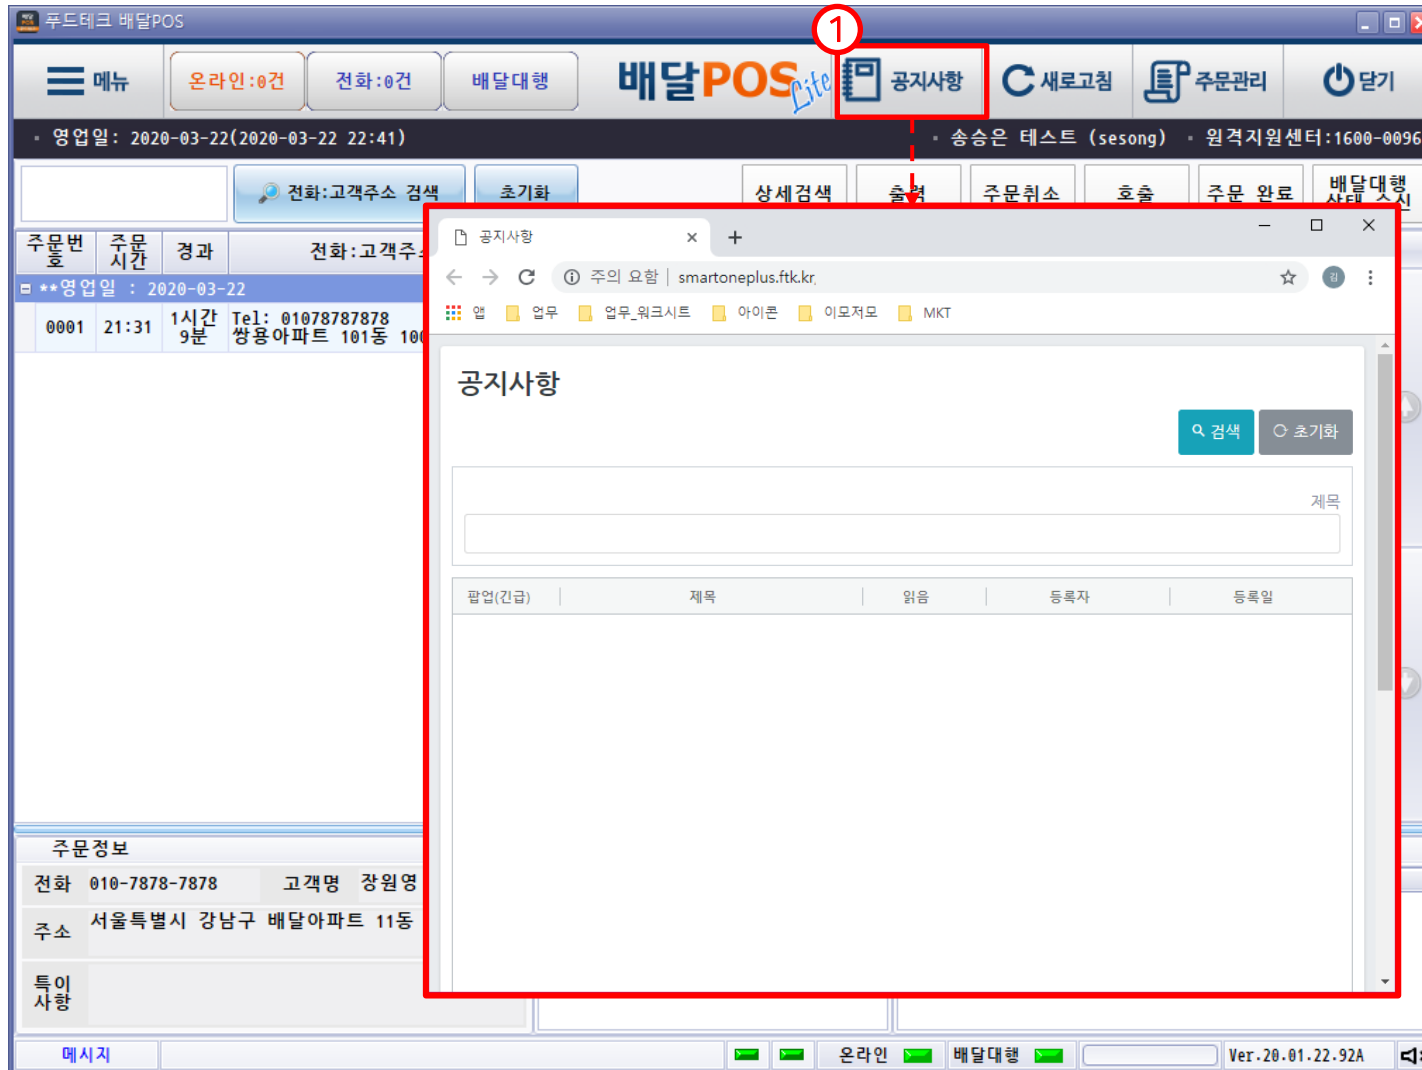 푸드테크 배달POS
1
메뉴
온라인:0건
전화:0건
배달대행
배달POS Lite
공지사항
새로고침
주문관리
닫기
영업일: 2020-03-22(2020-03-22 22:41)
송승은 테스트 (sesong)
원격지원센터:1600-0096
전화:고객주소 검색
초기화
상세검색
출력
주문취소
호출
주문 완료
배달대행
상태 수신
주문번호
주문시간
경과
전화:고객주소
**영업일 : 2020-03-22
0001
21:31
1시간
9분
Tel: 01078787878
쌍용아파트 101동 100
공지사항
주의 요함
smartoneplus.ftk.kr
김
앱
업무
업무_워크시트
아이콘
이모저모
MKT
공지사항
검색
초기화
제목
팝업(긴급)
제목
읽음
등록자
등록일
주문정보
전화
010-7878-7878
고객명
장원영
주소
서울특별시 강남구 배달아파트 11동
특이
사항
메시지
온라인
배달대행
Ver.20.01.22.92A